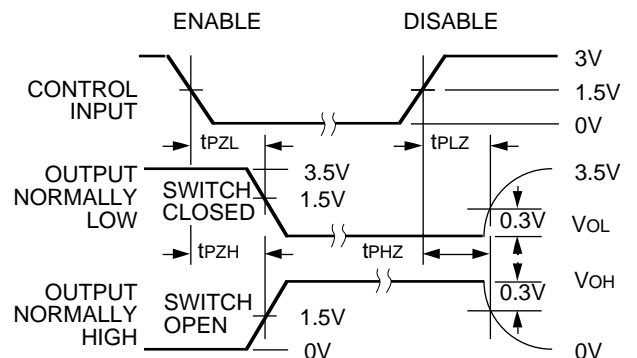 ENABLE
DISABLE
CONTROL
INPUT
3V
1.5V
0V
tPZL
tPLZ
OUTPUT
NORMALLY
LOW
SWITCH
CLOSED
3.5V
1.5V
3.5V
0.3V
VOL
tPZH
tPHZ
OUTPUT
NORMALLY
HIGH
SWITCH
OPEN
1.5V
0V
VOH
0.3V
0V